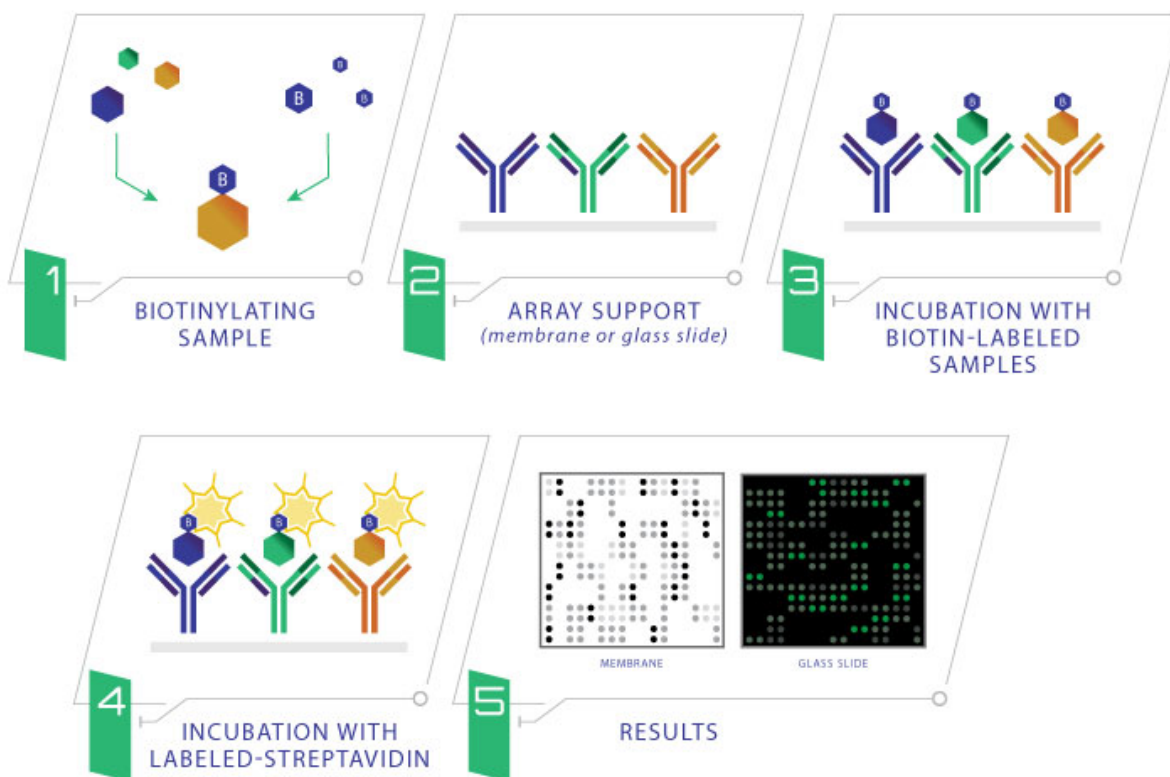 B
B
B
B
1
BIOTINYLATING
SAMPLE
2
ARRAY SUPPORT
(membrane or glass slide)
B
B
B
3
INCUBATION WITH
BIOTIN-LABELED
SAMPLES
B
B
B
4
INCUBATION WITH
LABELED-STREPTAVIDIN
MEMBRANE
GLASS SLIDE
5
RESULTS